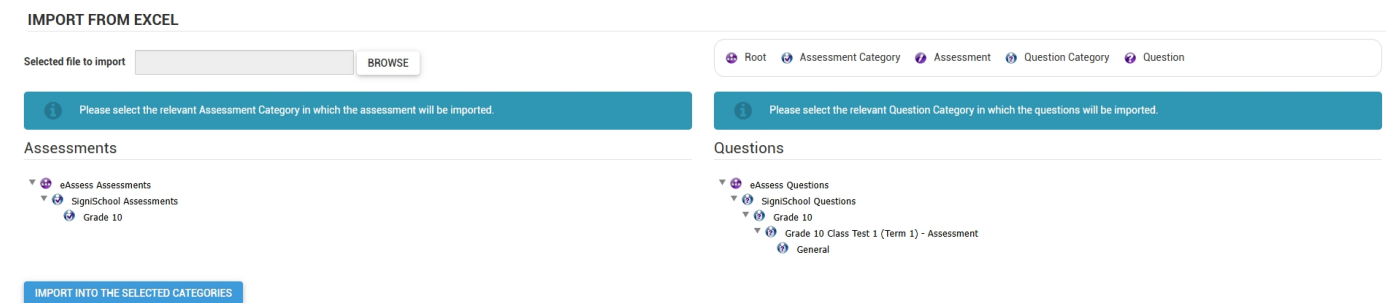 IMPORT FROM EXCEL
Selected file to import BROWSE
Root Assessment Category Assessment Question Category Question
Please select the relevant Assessment Category in which the assessment will be imported.
Please select the relevant Question Category in which the questions will be imported.
Assessments
eAssess Assessments
SigniSchool Assessments
Grade 10
Questions
eAssess Questions
SigniSchool Questions
Grade 10
Grade 10 Class Test 1 (Term 1) - Assessment
General
IMPORT INTO THE SELECTED CATEGORIES